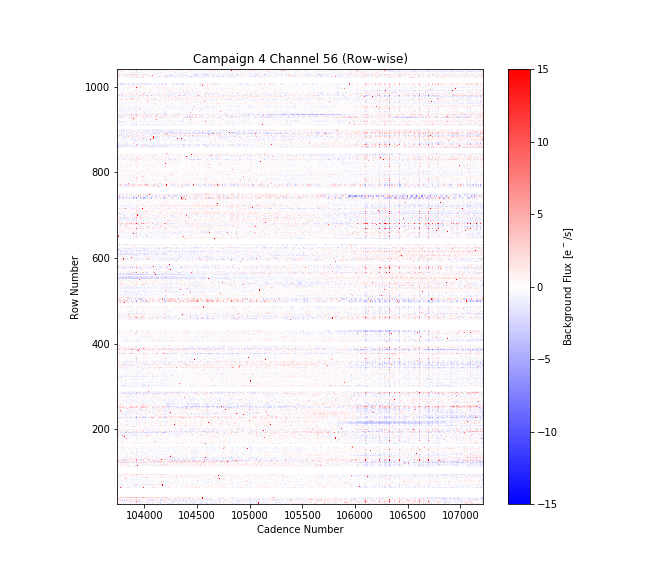 Campaign 4 Channel 56 (Row-wise)
1000
800
600
400
200
Row Number
104000 104500 105000 105500 106000 106500 107000
Cadence Number
15
10
5
0
−5
−10
−15
Background Flux [e⁻/s]